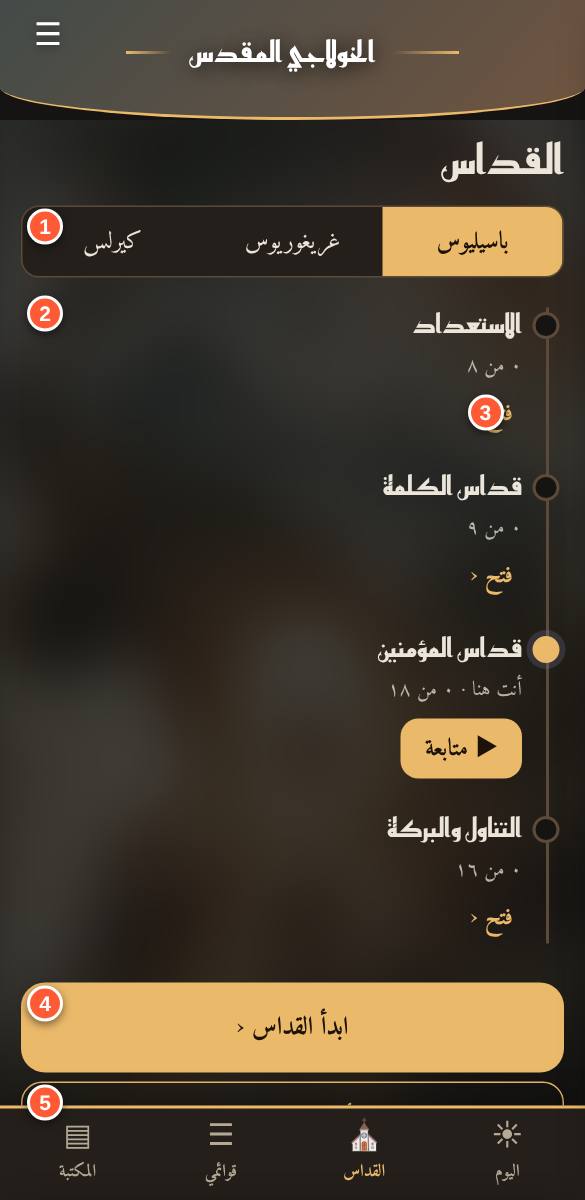 الخولاجي المقدس
القداس
باسيليوس
غريغوريوس
كيرلس
1
2
الاستعداد
٠ من ٨
3
قداس الكلمة
٠ من ٩
فتح ‹
قداس المؤمنين
أنت هنا · ٠ من ١٨
▶ متابعة
التناول والبركة
٠ من ١٦
فتح ‹
4
ابدأ القداس ‹
5
اليوم
القداس
قوائمي
المكتبة